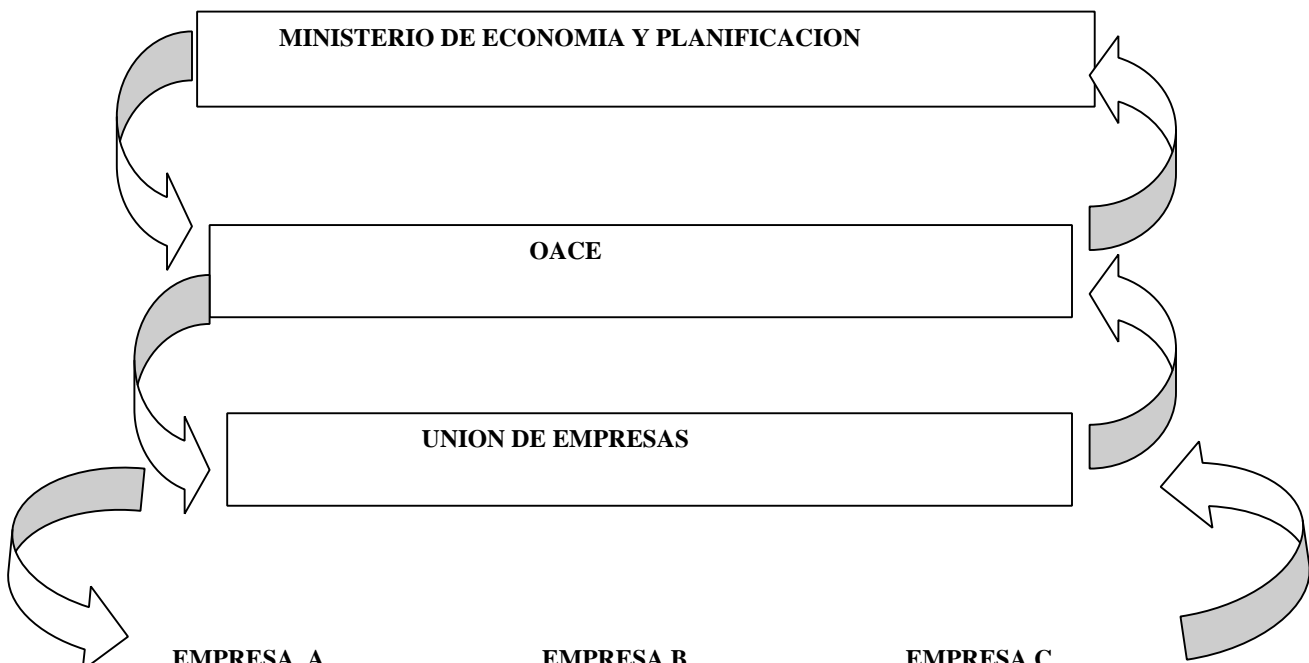 MINISTERIO DE ECONOMIA Y PLANIFICACION
OACE
UNION DE EMPRESAS
EMPRESA A EMPRESA B EMPRESA C